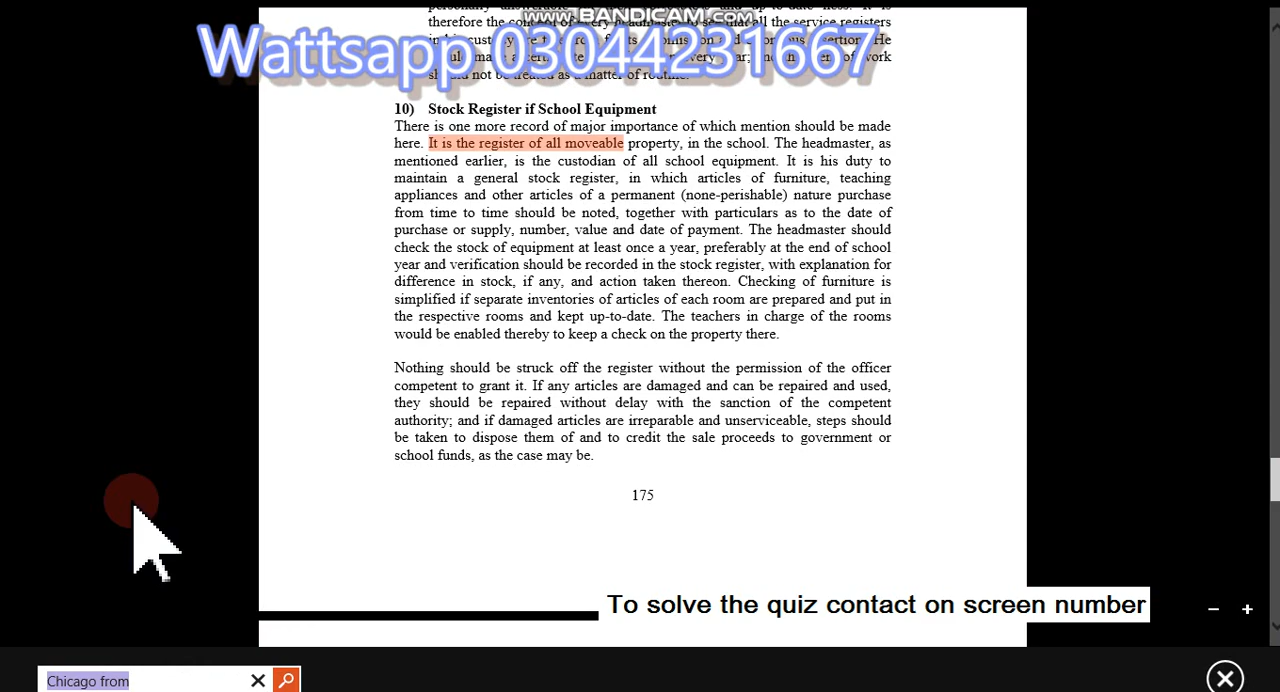 www.BANDICAM.com
Wattsapp 03044231667
therefore the of every headmaster to see that all the service registers
should not be treated as a matter of routine.
10) Stock Register if School Equipment
There is one more record of major importance of which mention should be made
here. It is the register of all moveable property, in the school. The headmaster, as
mentioned earlier, is the custodian of all school equipment. It is his duty to
maintain a general stock register, in which articles of furniture, teaching
appliances and other articles of a permanent (none-perishable) nature purchase
from time to time should be noted, together with particulars as to the date of
purchase or supply, number, value and date of payment. The headmaster should
check the stock of equipment at least once a year, preferably at the end of school
year and verification should be recorded in the stock register, with explanation for
difference in stock, if any, and action taken thereon. Checking of furniture is
simplified if separate inventories of articles of each room are prepared and put in
the respective rooms and kept up-to-date. The teachers in charge of the rooms
would be enabled thereby to keep a check on the property there.
Nothing should be struck off the register without the permission of the officer
competent to grant it. If any articles are damaged and can be repaired and used,
they should be repaired without delay with the sanction of the competent
authority; and if damaged articles are irreparable and unserviceable, steps should
be taken to dispose them of and to credit the sale proceeds to government or
school funds, as the case may be.
175
To solve the quiz contact on screen number
Chicago from